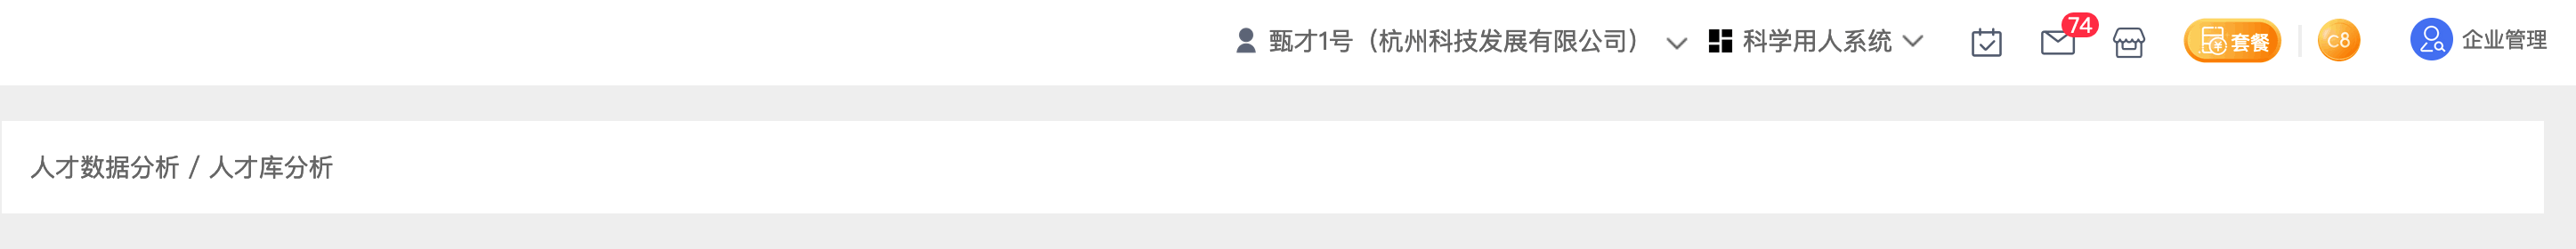 甄才1号（杭州科技发展有限公司） 科学用人系统 74 套餐 C8 企业管理
人才数据分析 / 人才库分析